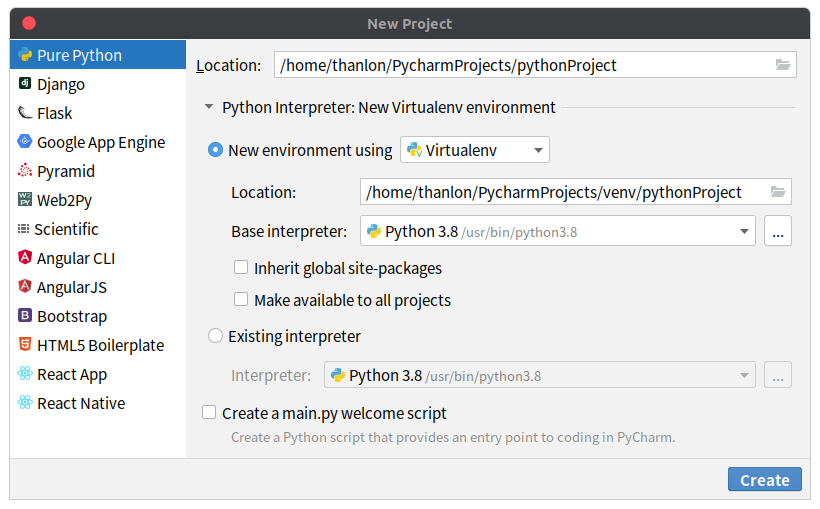 New Project
Pure Python
Django
Flask
Google App Engine
Pyramid
Web2Py
Scientific
Angular CLI
AngularJS
Bootstrap
HTML5 Boilerplate
React App
React Native
Location: /home/thanlon/PycharmProjects/pythonProject
Python Interpreter: New Virtualenv environment
New environment using Virtualenv
Location: /home/thanlon/PycharmProjects/venv/pythonProject
Base interpreter: Python 3.8 /usr/bin/python3.8 ...
Inherit global site-packages
Make available to all projects
Existing interpreter
Interpreter: Python 3.8 /usr/bin/python3.8 ...
Create a main.py welcome script
Create a Python script that provides an entry point to coding in PyCharm.
Create